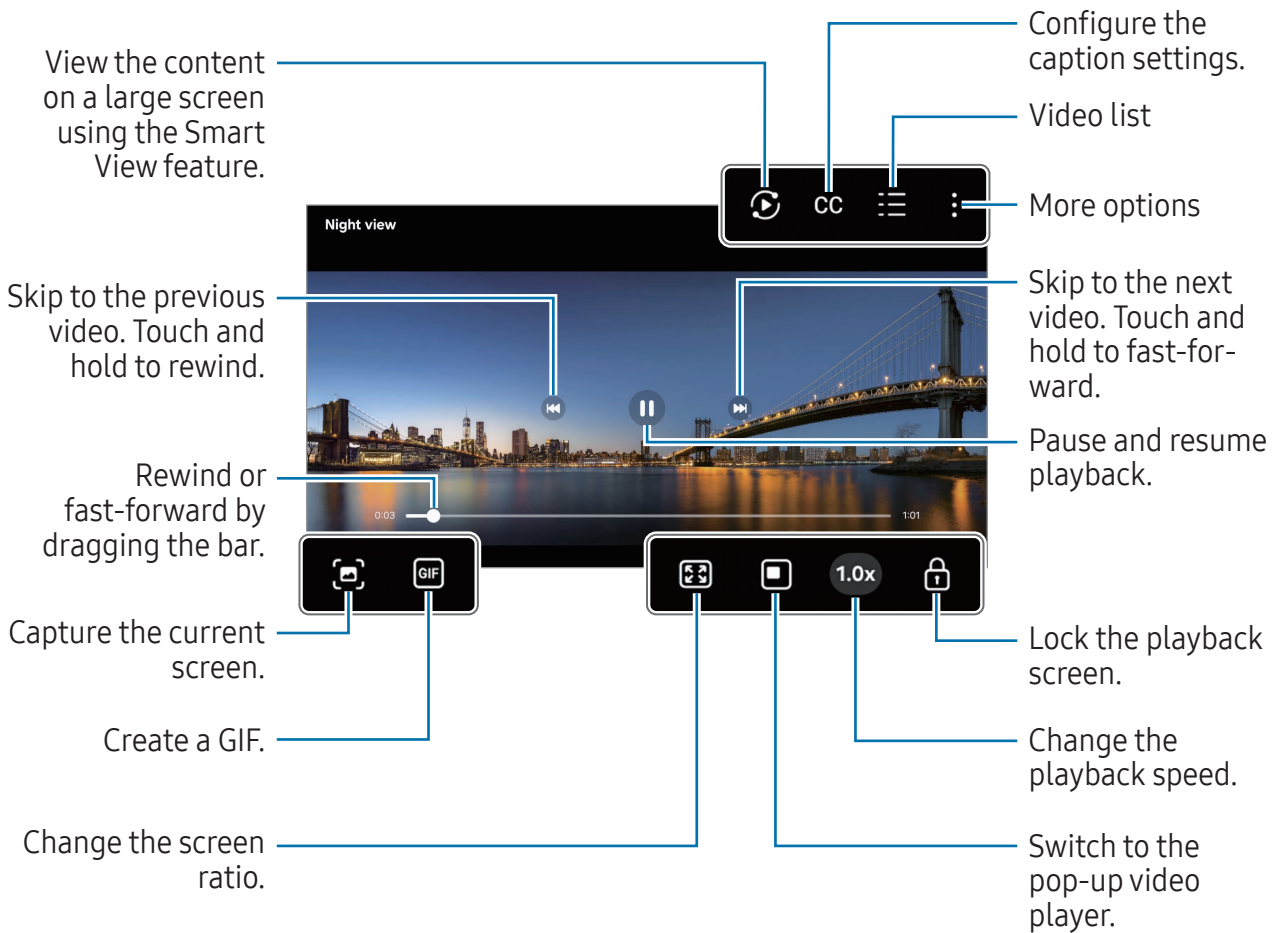 Configure the
caption settings.
View the content
on a large screen
using the Smart
View feature.
Video list
CC
More options
Night view
Skip to the previous
video. Touch and
hold to rewind.
Skip to the next
video. Touch and
hold to fast-for-
ward.
Pause and resume
playback.
Rewind or
fast-forward by
dragging the bar.
0:03
1:01
GIF
1.0x
Capture the current
screen.
Lock the playback
screen.
Create a GIF.
Change the
playback speed.
Change the screen
ratio.
Switch to the
pop-up video
player.